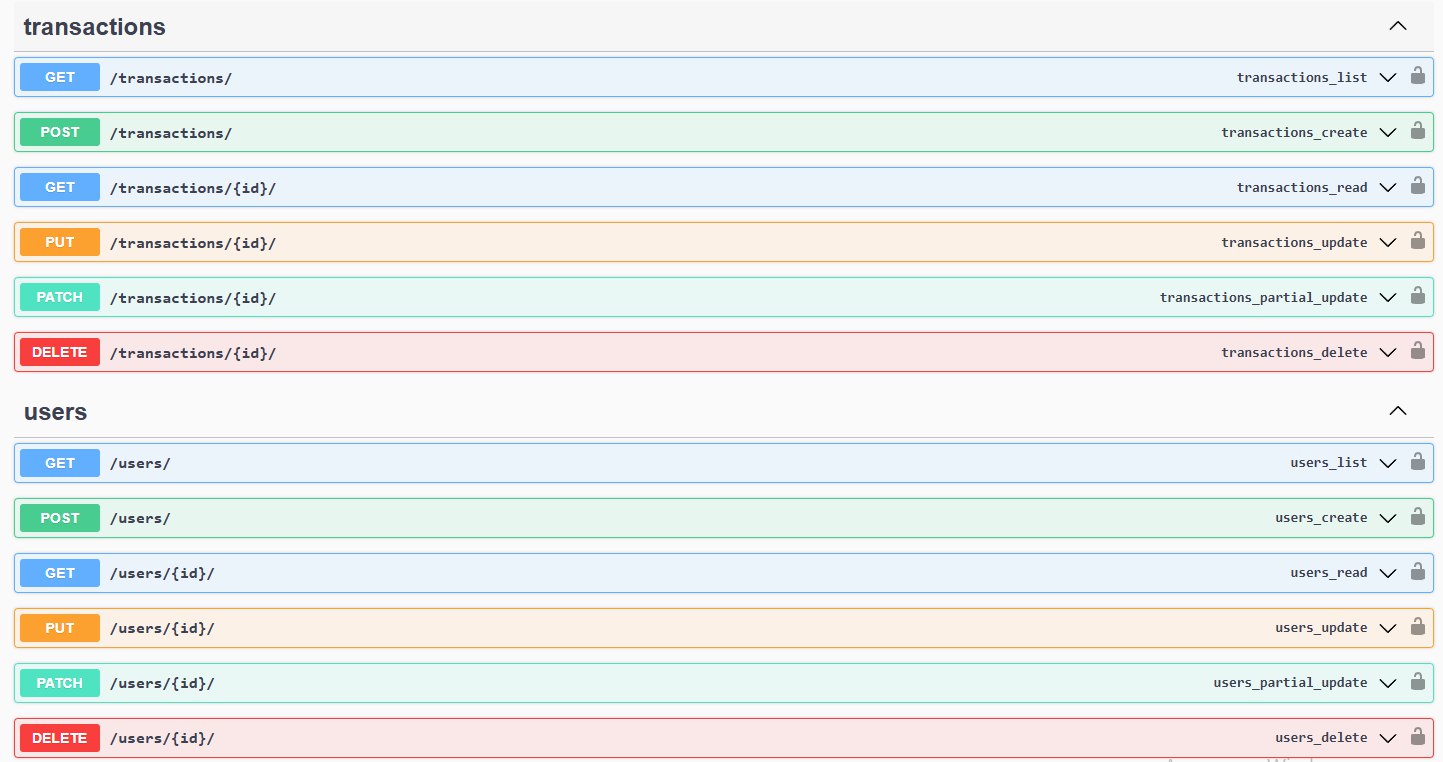 transactions
GET /transactions/ transactions_list
POST /transactions/ transactions_create
GET /transactions/{id}/ transactions_read
PUT /transactions/{id}/ transactions_update
PATCH /transactions/{id}/ transactions_partial_update
DELETE /transactions/{id}/ transactions_delete
users
GET /users/ users_list
POST /users/ users_create
GET /users/{id}/ users_read
PUT /users/{id}/ users_update
PATCH /users/{id}/ users_partial_update
DELETE /users/{id}/ users_delete